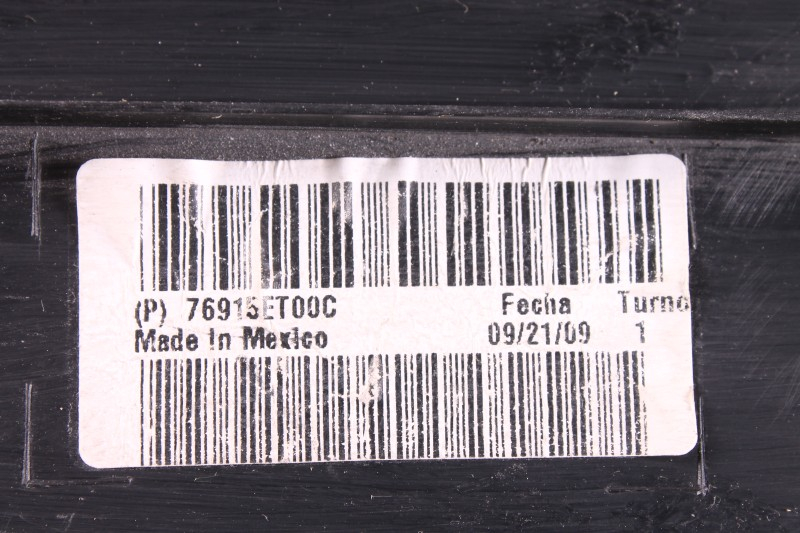 (P) 76915ET00C Fecha Turno
Made In Mexico 09/21/09 1